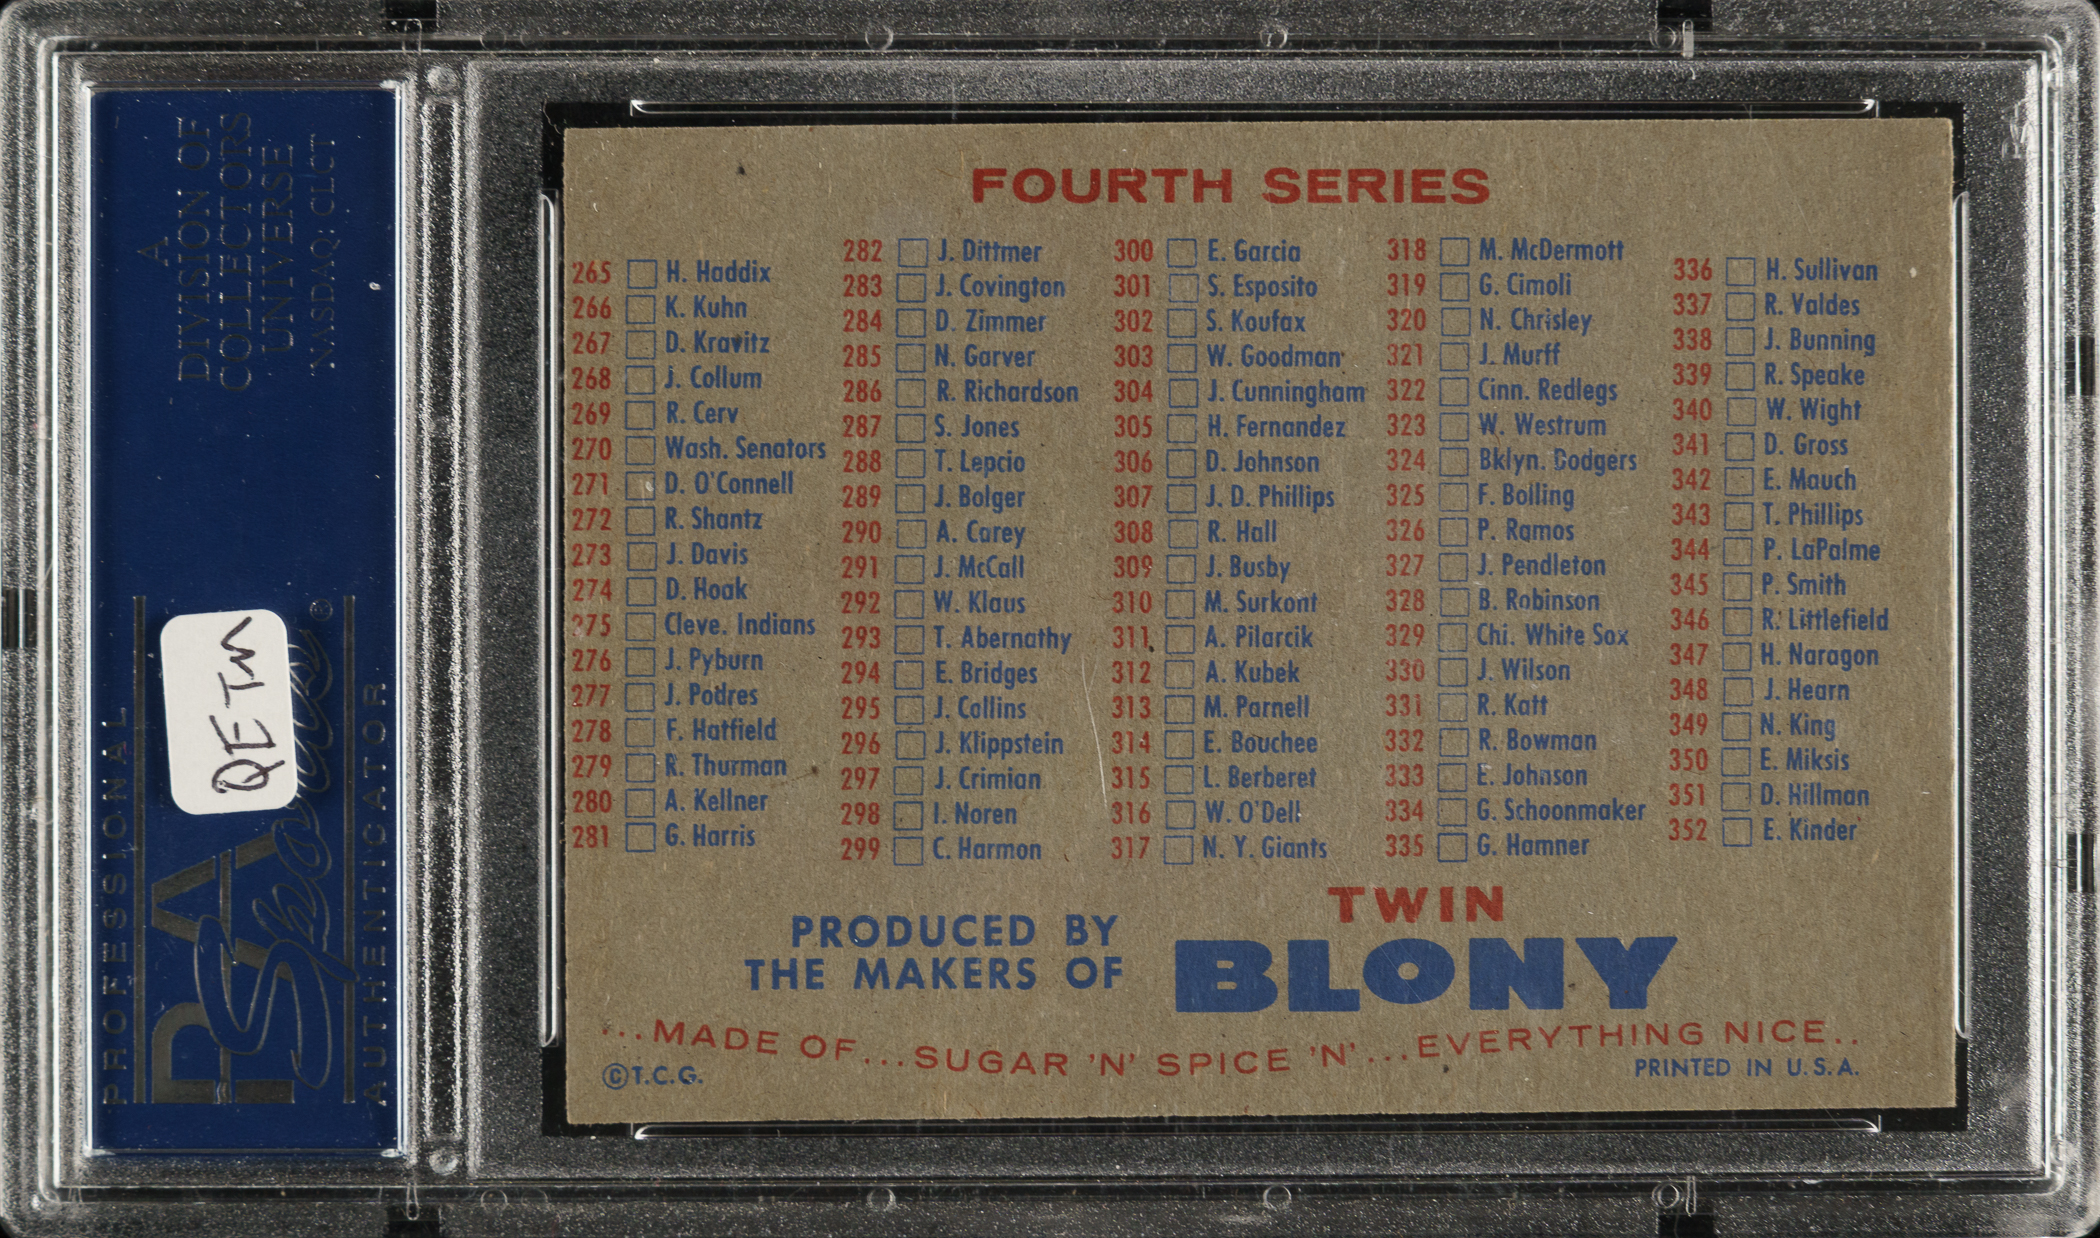 A
DIVISION OF
COLLECTORS
UNIVERSE
NASDAQ: CLCT
PROFESSIONAL
PSA
Sports
®
AUTHENTICATOR
QETM
FOURTH SERIES
265 H. Haddix
266 K. Kuhn
267 D. Kravitz
268 J. Collum
269 R. Cerv
270 Wash. Senators
271 D. O'Connell
272 R. Shantz
273 J. Davis
274 D. Hoak
275 Cleve. Indians
276 J. Pyburn
277 J. Podres
278 F. Hatfield
279 R. Thurman
280 A. Kellner
281 G. Harris
282 J. Dittmer
283 J. Covington
284 D. Zimmer
285 N. Garver
286 R. Richardson
287 S. Jones
288 T. Lepcio
289 J. Bolger
290 A. Carey
291 J. McCall
292 W. Klaus
293 T. Abernathy
294 E. Bridges
295 J. Collins
296 J. Klippstein
297 J. Crimian
298 I. Noren
299 C. Harmon
300 E. Garcia
301 S. Esposito
302 S. Koufax
303 W. Goodman
304 J. Cunningham
305 H. Fernandez
306 D. Johnson
307 J. D. Phillips
308 R. Hall
309 J. Busby
310 M. Surkont
311 A. Pilarcik
312 A. Kubek
313 M. Parnell
314 E. Bouchee
315 L. Berberet
316 W. O'Dell
317 N. Y. Giants
318 M. McDermott
319 G. Cimoli
320 N. Chrisley
321 J. Murff
322 Cinn. Redlegs
323 W. Westrum
324 Bklyn. Dodgers
325 F. Bolling
326 P. Ramos
327 J. Pendleton
328 B. Robinson
329 Chi. White Sox
330 J. Wilson
331 R. Katt
332 R. Bowman
333 E. Johnson
334 G. Schoonmaker
335 G. Hamner
336 H. Sullivan
337 R. Valdes
338 J. Bunning
339 R. Speake
340 W. Wight
341 D. Gross
342 E. Mauch
343 T. Phillips
344 P. LaPalme
345 P. Smith
346 R. Littlefield
347 H. Naragon
348 J. Hearn
349 N. King
350 E. Miksis
351 D. Hillman
352 E. Kinder
PRODUCED BY
THE MAKERS OF
TWIN
BLONY
...MADE OF...SUGAR 'N' SPICE 'N'...EVERYTHING NICE..
©T.C.G.
PRINTED IN U.S.A.